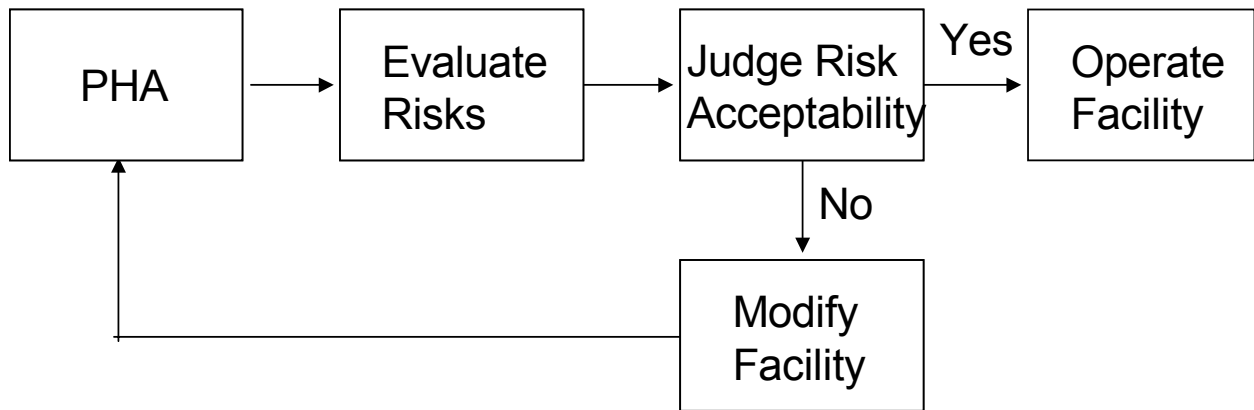 PHA
Evaluate
Risks
Judge Risk
Acceptability
Yes
Operate
Facility
No
Modify
Facility